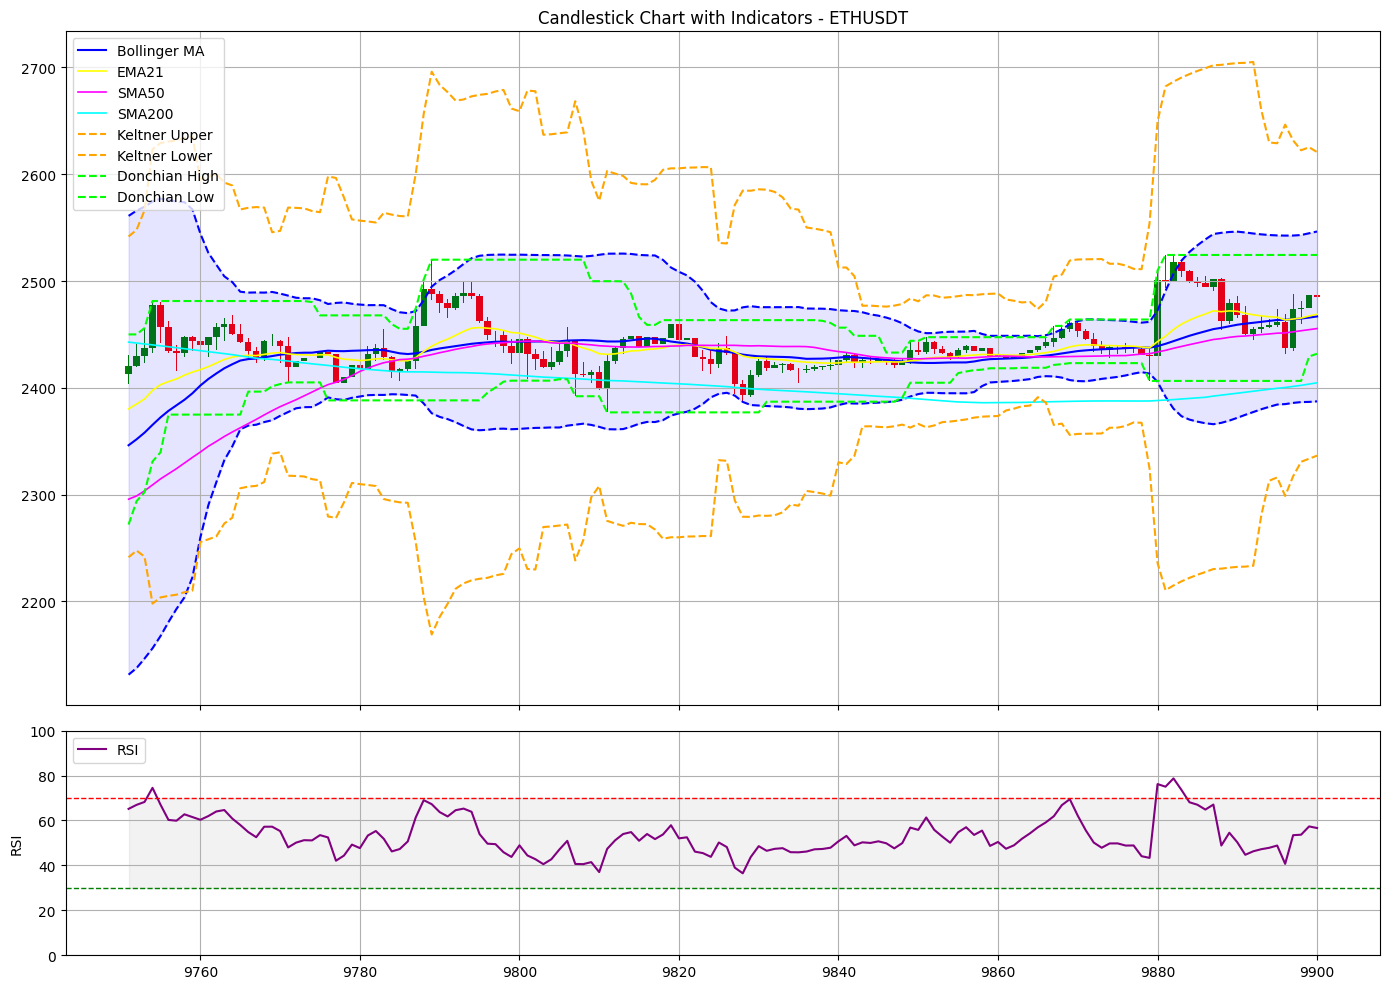 Candlestick Chart with Indicators - ETHUSDT
Bollinger MA
EMA21
SMA50
SMA200
Keltner Upper
Keltner Lower
Donchian High
Donchian Low
2700
2600
2500
2400
2300
2200
RSI
100
80
60
40
20
0
RSI
9760 9780 9800 9820 9840 9860 9880 9900